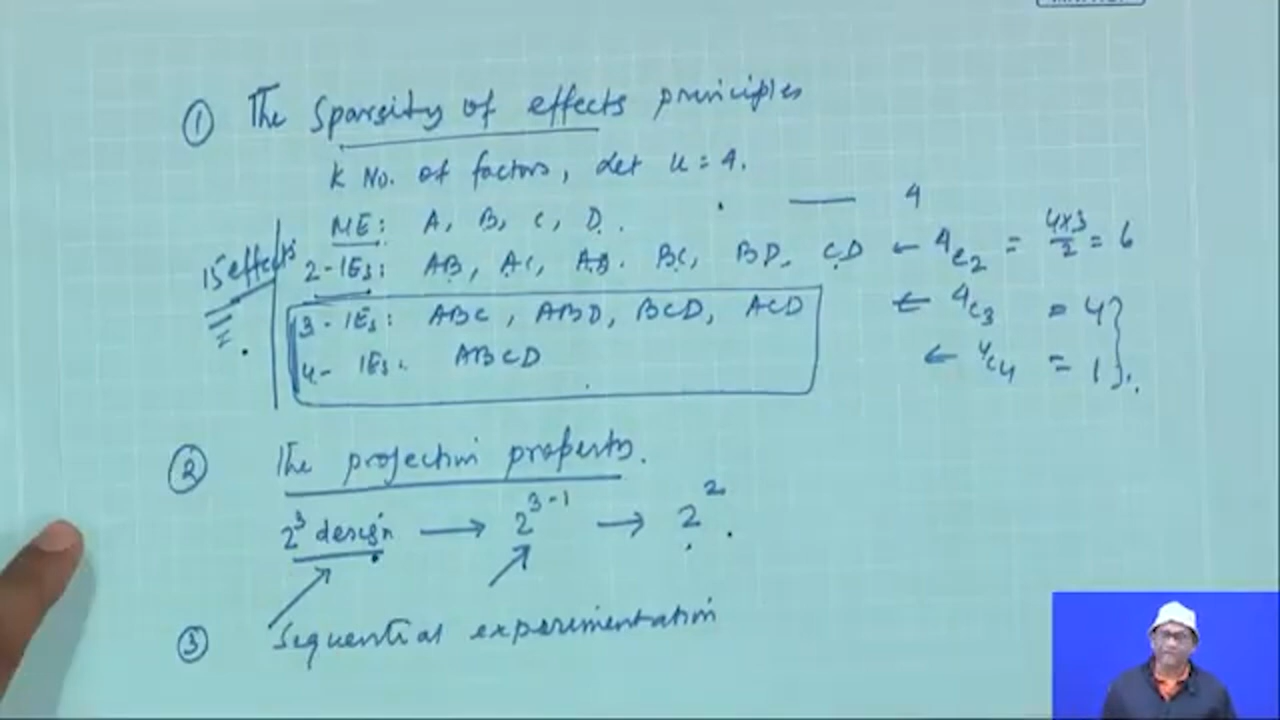 ① The Sparsity of effects principles
K No. of factors, let k = 4.
ME: A, B, C, D. — 4
15 effects
2-IEs: AB, AC, AD. BC, BD, CD ← 4c2 = 4x3/2 = 6
3-IEs: ABC, ABD, BCD, ACD ← 4c3 = 4
4- IEs: ABCD ← 4c4 = 1
② The projection property.
2^3 design → 2^3-1 → 2^2.
③ Sequential experimentation